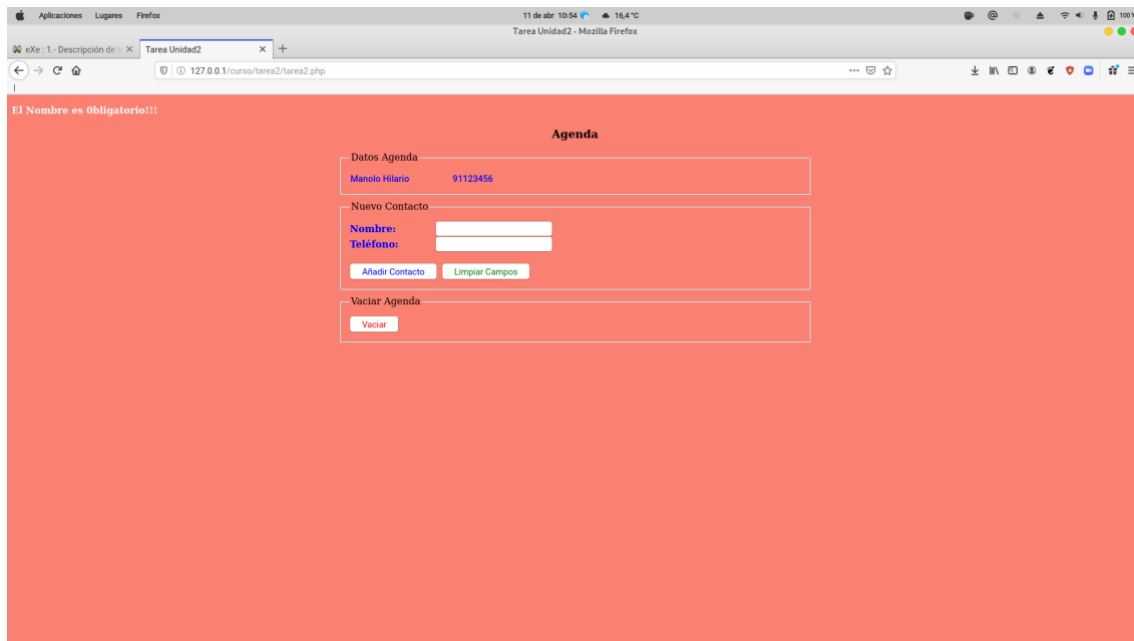 Aplicaciones Lugares Firefox 11 de abr 10:54 16,4 °C
Tarea Unidad2 - Mozilla Firefox
eXe : 1.- Descripción de Tarea Unidad2
127.0.0.1/curso/tarea2/tarea2.php
El Nombre es 0bligatorio!!!
Agenda
Datos Agenda
Manolo Hilario 91123456
Nuevo Contacto
Nombre:
Teléfono:
Añadir Contacto Limpiar Campos
Vaciar Agenda
Vaciar